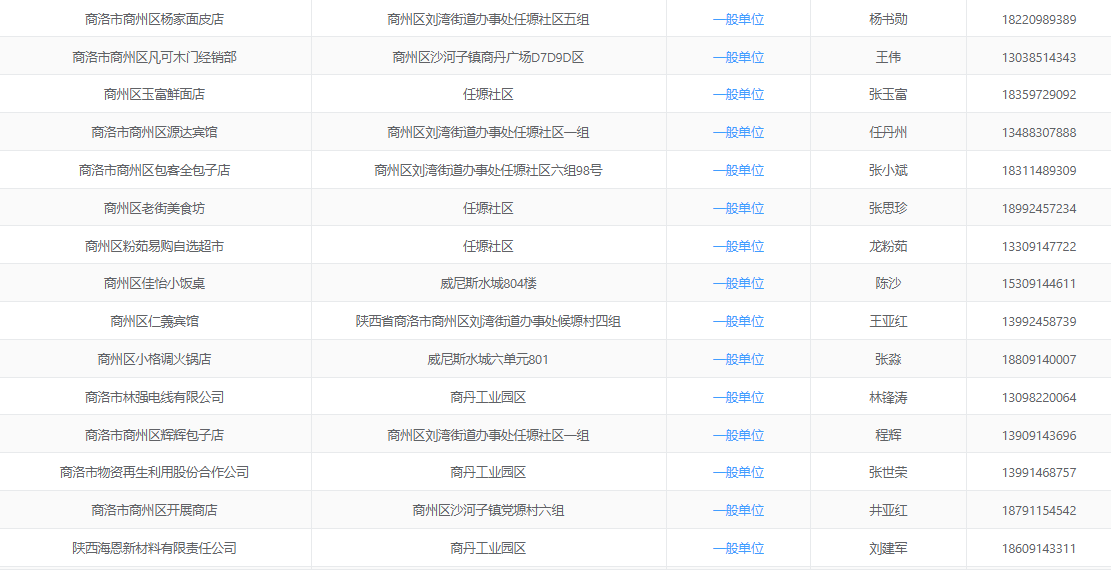 商洛市商州区杨家面皮店 商州区刘湾街道办事处任塬社区五组 一般单位 杨书勋 18220989389
商洛市商州区凡可木门经销部 商州区沙河子镇商丹广场D7D9D区 一般单位 王伟 13038514343
商州区玉富鲜面店 任塬社区 一般单位 张玉富 18359729092
商洛市商州区源达宾馆 商州区刘湾街道办事处任塬社区一组 一般单位 任丹州 13488307888
商洛市商州区包客全包子店 商州区刘湾街道办事处任塬社区六组98号 一般单位 张小斌 18311489309
商州区老街美食坊 任塬社区 一般单位 张思珍 18992457234
商州区粉茹易购自选超市 任塬社区 一般单位 龙粉茹 13309147722
商州区佳怡小饭桌 威尼斯水城804楼 一般单位 陈沙 15309144611
商州区仁義宾馆 陕西省商洛市商州区刘湾街道办事处候塬村四组 一般单位 王亚红 13992458739
商州区小格调火锅店 威尼斯水城六单元801 一般单位 张淼 18809140007
商洛市林强电线有限公司 商丹工业园区 一般单位 林锋涛 13098220064
商洛市商州区辉辉包子店 商州区刘湾街道办事处任塬社区一组 一般单位 程辉 13909143696
商洛市物资再生利用股份合作公司 商丹工业园区 一般单位 张世荣 13991468757
商洛市商州区开展商店 商州区沙河子镇党塬村六组 一般单位 井亚红 18791154542
陕西海恩新材料有限责任公司 商丹工业园区 一般单位 刘建军 18609143311